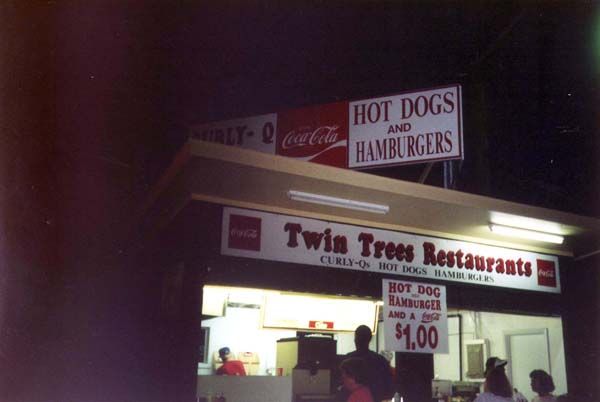 CURLY-Q
Coca-Cola
HOT DOGS
AND
HAMBURGERS
Coca-Cola
Twin Trees Restaurants
Coca-Cola
CURLY-Qs HOT DOGS HAMBURGERS
HOT DOG
HAMBURGER
AND A Coca-Cola
$1.00